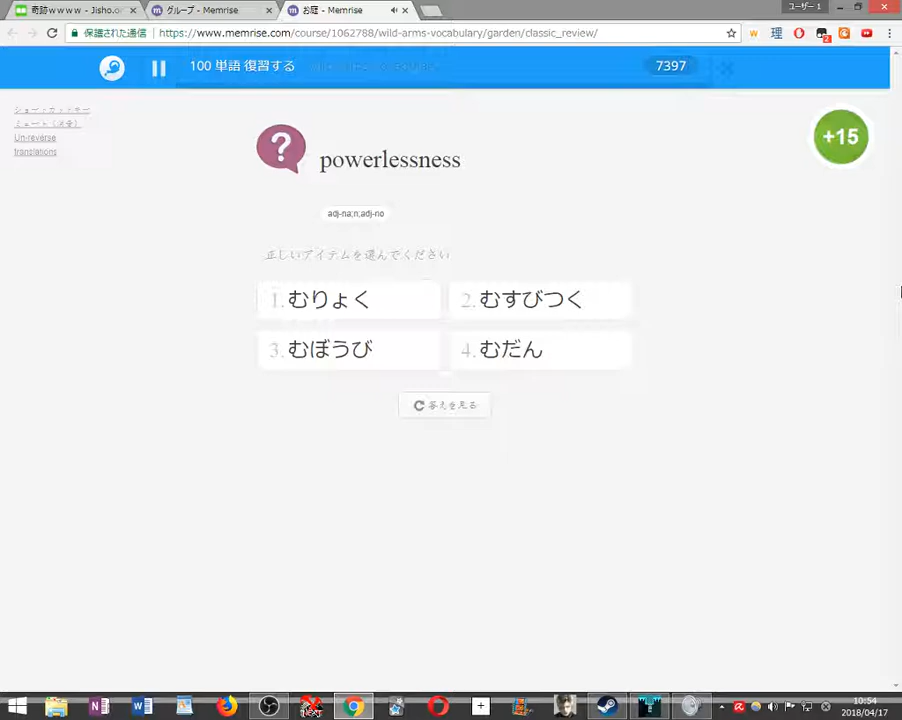 奇跡wwww - Jisho.or
グループ - Memrise
お庭 - Memrise
ユーザー 1
保護された通信
https://www.memrise.com/course/1062788/wild-arms-vocabulary/garden/classic_review/
100 単語 復習する
7397
Un-reverse
translations
+15
powerlessness
adj-na;n;adj-no
正しいアイテムを選んでください
1. むりょく
2. むすびつく
3. むぼうび
4. むだん
答えを見る
10:54
2018/04/17